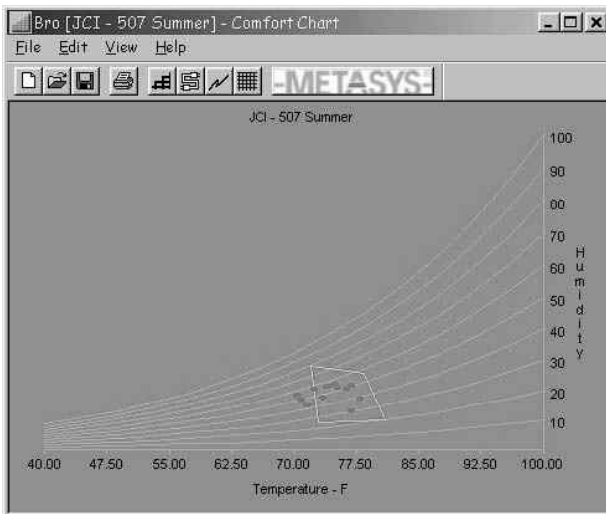 Bro [JCI - 507 Summer] - Comfort Chart
File Edit View Help
-METASYS-
JCI - 507 Summer
100
90
00
70
60
50
40
30
20
10
Humidity
40.00 47.50 55.00 62.50 70.00 77.50 85.00 92.50 100.00
Temperature - F